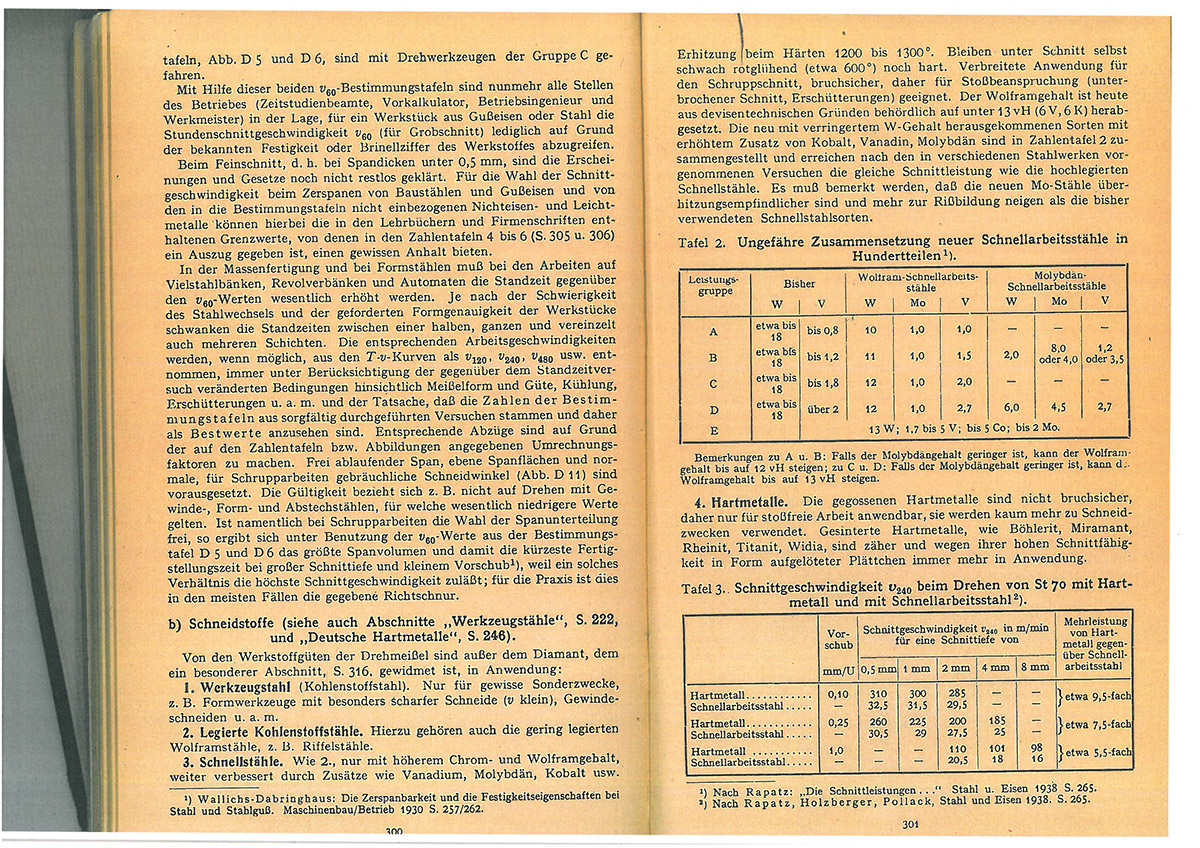 tafeln, Abb. D 5 und D 6, sind mit Drehwerkzeugen der Gruppe C ge-
fahren.
Mit Hilfe dieser beiden v60-Bestimmungstafeln sind nunmehr alle Stellen
des Betriebes (Zeitstudienbeamte, Vorkalkulator, Betriebsingenieur und
Werkmeister) in der Lage, für ein Werkstück aus Gußeisen oder Stahl die
Stundenschnittgeschwindigkeit v60 (für Grobschnitt) lediglich auf Grund
der bekannten Festigkeit oder Brinellziffer des Werkstoffes abzugreifen.
Beim Feinschnitt, d. h. bei Spandicken unter 0,5 mm, sind die Erschei-
nungen und Gesetze noch nicht restlos geklärt. Für die Wahl der Schnitt-
geschwindigkeit beim Zerspanen von Baustählen und Gußeisen und von
den in die Bestimmungstafeln nicht einbezogenen Nichteisen- und Leicht-
metalle können hierbei die in den Lehrbüchern und Firmenschriften ent-
haltenen Grenzwerte, von denen in den Zahlentafeln 4 bis 6 (S. 305 u. 306)
ein Auszug gegeben ist, einen gewissen Anhalt bieten.
In der Massenfertigung und bei Formstählen muß bei den Arbeiten auf
Vielstahlbänken, Revolverbänken und Automaten die Standzeit gegenüber
den v60-Werten wesentlich erhöht werden. Je nach der Schwierigkeit
des Stahlwechsels und der geforderten Formgenauigkeit der Werkstücke
schwanken die Standzeiten zwischen einer halben, ganzen und vereinzelt
auch mehreren Schichten. Die entsprechenden Arbeitsgeschwindigkeiten
werden, wenn möglich, aus den T-v-Kurven als v120, v240, v480 usw. ent-
nommen, immer unter Berücksichtigung der gegenüber dem Standzeitver-
such veränderten Bedingungen hinsichtlich Meißelform und Güte, Kühlung,
Erschütterungen u. a. m. und der Tatsache, daß die Zahlen der Bestim-
mungstafeln aus sorgfältig durchgeführten Versuchen stammen und daher
als Bestwerte anzusehen sind. Entsprechende Abzüge sind auf Grund
der auf den Zahlentafeln bzw. Abbildungen angegebenen Umrechnungs-
faktoren zu machen. Frei ablaufender Span, ebene Spanflächen und nor-
male, für Schrupparbeiten gebräuchliche Schneidwinkel (Abb. D 11) sind
vorausgesetzt. Die Gültigkeit bezieht sich z. B. nicht auf Drehen mit Ge-
winde-, Form- und Abstechstählen, für welche wesentlich niedrigere Werte
gelten. Ist namentlich bei Schrupparbeiten die Wahl der Spanunterteilung
frei, so ergibt sich unter Benutzung der v60-Werte aus der Bestimmungs-
tafel D 5 und D 6 das größte Spanvolumen und damit die kürzeste Fertig-
stellungszeit bei großer Schnittiefe und kleinem Vorschub¹), weil ein solches
Verhältnis die höchste Schnittgeschwindigkeit zuläßt; für die Praxis ist dies
in den meisten Fällen die gegebene Richtschnur.
b) Schneidstoffe (siehe auch Abschnitte „Werkzeugstähle“, S. 222,
und „Deutsche Hartmetalle“, S. 246).
Von den Werkstoffgüten der Drehmeißel sind außer dem Diamant, dem
ein besonderer Abschnitt, S. 316, gewidmet ist, in Anwendung:
1. Werkzeugstahl (Kohlenstoffstahl). Nur für gewisse Sonderzwecke,
z. B. Formwerkzeuge mit besonders scharfer Schneide (v klein), Gewinde-
schneiden u. a. m.
2. Legierte Kohlenstoffstähle. Hierzu gehören auch die gering legierten
Wolframstähle, z. B. Riffelstähle.
3. Schnellstähle. Wie 2., nur mit höherem Chrom- und Wolframgehalt,
weiter verbessert durch Zusätze wie Vanadium, Molybdän, Kobalt usw.
¹) Wallichs-Dabringhaus: Die Zerspanbarkeit und die Festigkeitseigenschaften bei
Stahl und Stahlguß. Maschinenbau/Betrieb 1930 S. 257/262.
300
Erhitzung beim Härten 1200 bis 1300°. Bleiben unter Schnitt selbst
schwach rotglühend (etwa 600°) noch hart. Verbreitete Anwendung für
den Schruppschnitt, bruchsicher, daher für Stoßbeanspruchung (unter-
brochener Schnitt, Erschütterungen) geeignet. Der Wolframgehalt ist heute
aus devisentechnischen Gründen behördlich auf unter 13 vH (6 V, 6 K) herab-
gesetzt. Die neu mit verringertem W-Gehalt herausgekommenen Sorten mit
erhöhtem Zusatz von Kobalt, Vanadin, Molybdän sind in Zahlentafel 2 zu-
sammengestellt und erreichen nach den in verschiedenen Stahlwerken vor-
genommenen Versuchen die gleiche Schnittleistung wie die hochlegierten
Schnellstähle. Es muß bemerkt werden, daß die neuen Mo-Stähle über-
hitzungsempfindlicher sind und mehr zur Rißbildung neigen als die bisher
verwendeten Schnellstahlsorten.
Tafel 2. Ungefähre Zusammensetzung neuer Schnellarbeitsstähle in
Hundertteilen¹).
Leistungs- Bisher Wolfram-Schnellarbeits- Molybdän-
gruppe stähle Schnellarbeitsstähle
W V W Mo V W Mo V
A etwa bis 18 bis 0,8 10 1,0 1,0 — — —
B etwa bis 18 bis 1,2 11 1,0 1,5 2,0 8,0 oder 4,0 1,2 oder 3,5
C etwa bis 18 bis 1,8 12 1,0 2,0 — — —
D etwa bis 18 über 2 12 1,0 2,7 6,0 4,5 2,7
E 13 W; 1,7 bis 5 V; bis 5 Co; bis 2 Mo.
Bemerkungen zu A u. B: Falls der Molybdängehalt geringer ist, kann der Wolfram-
gehalt bis auf 12 vH steigen; zu C u. D: Falls der Molybdängehalt geringer ist, kann d..
Wolframgehalt bis auf 13 vH steigen.
4. Hartmetalle. Die gegossenen Hartmetalle sind nicht bruchsicher,
daher nur für stoßfreie Arbeit anwendbar, sie werden kaum mehr zu Schneid-
zwecken verwendet. Gesinterte Hartmetalle, wie Böhlerit, Miramant,
Rheinit, Titanit, Widia, sind zäher und wegen ihrer hohen Schnittfähig-
keit in Form aufgelöteter Plättchen immer mehr in Anwendung.
Tafel 3. Schnittgeschwindigkeit v240 beim Drehen von St 70 mit Hart-
metall und mit Schnellarbeitsstahl²).
Vor-schub Schnittgeschwindigkeit v240 in m/min für eine Schnittiefe von Mehrleistung von Hart-metall gegen-über Schnell-arbeitsstahl
mm/U 0,5 mm 1 mm 2 mm 4 mm 8 mm
Hartmetall............ 0,10 310 300 285 — — } etwa 9,5-fach
Schnellarbeitsstahl..... — 32,5 31,5 29,5 — —
Hartmetall............ 0,25 260 225 200 185 — } etwa 7,5-fach
Schnellarbeitsstahl..... — 30,5 29 27,5 25 —
Hartmetall ........... 1,0 — — 110 101 98 } etwa 5,5-fach
Schnellarbeitsstahl..... 20,5 18 16
¹) Nach Rapatz: „Die Schnittleistungen...“ Stahl u. Eisen 1938 S. 265.
²) Nach Rapatz, Holzberger, Pollack, Stahl und Eisen 1938. S. 265.
301